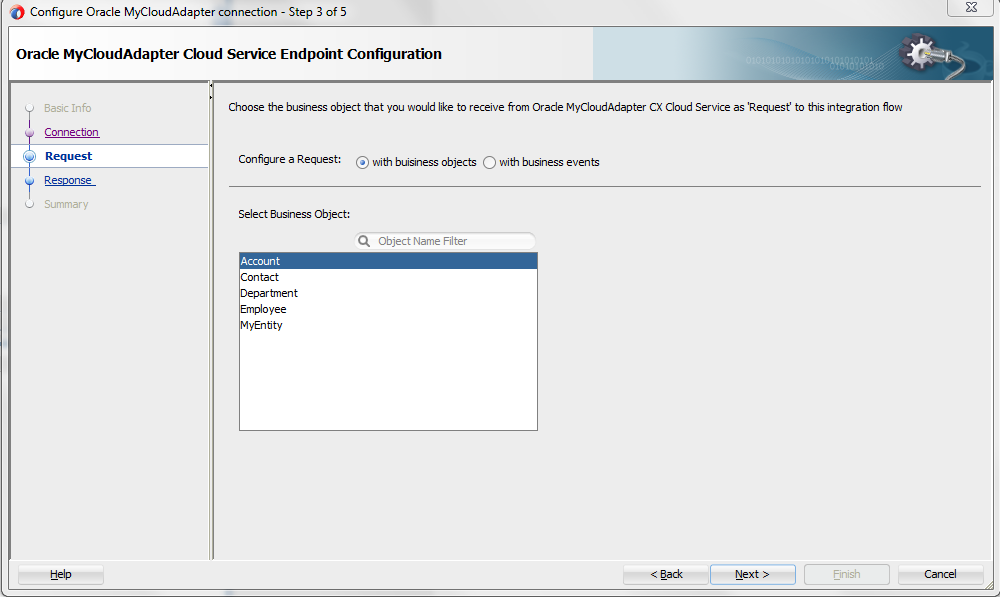 Configure Oracle MyCloudAdapter connection - Step 3 of 5
Oracle MyCloudAdapter Cloud Service Endpoint Configuration
Basic Info
Connection
Request
Response
Summary
Choose the business object that you would like to receive from Oracle MyCloudAdapter CX Cloud Service as 'Request' to this integration flow
Configure a Request: with buisiness objects with business events
Select Business Object:
Object Name Filter
Account
Contact
Department
Employee
MyEntity
Help < Back Next > Finish Cancel